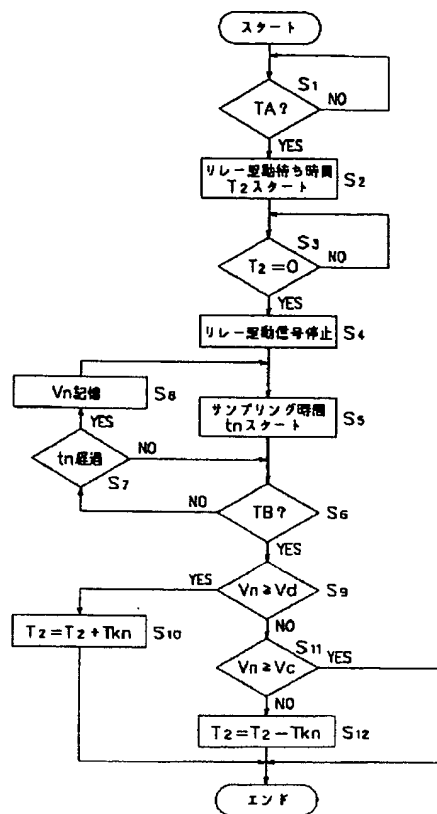 スタート
S1
TA?
NO
YES
リレー駆動待ち時間
T2スタート
S2
S3
T2=0
NO
YES
リレー駆動信号停止
S4
Vn記憶
S8
サンプリング時間
tnスタート
S5
YES
tn経過
NO
S7
NO
TB?
S6
YES
YES
Vn≧Vd
S9
NO
T2=T2+Tkn
S10
S11
Vn≧Vc
YES
NO
T2=T2−Tkn
S12
エンド